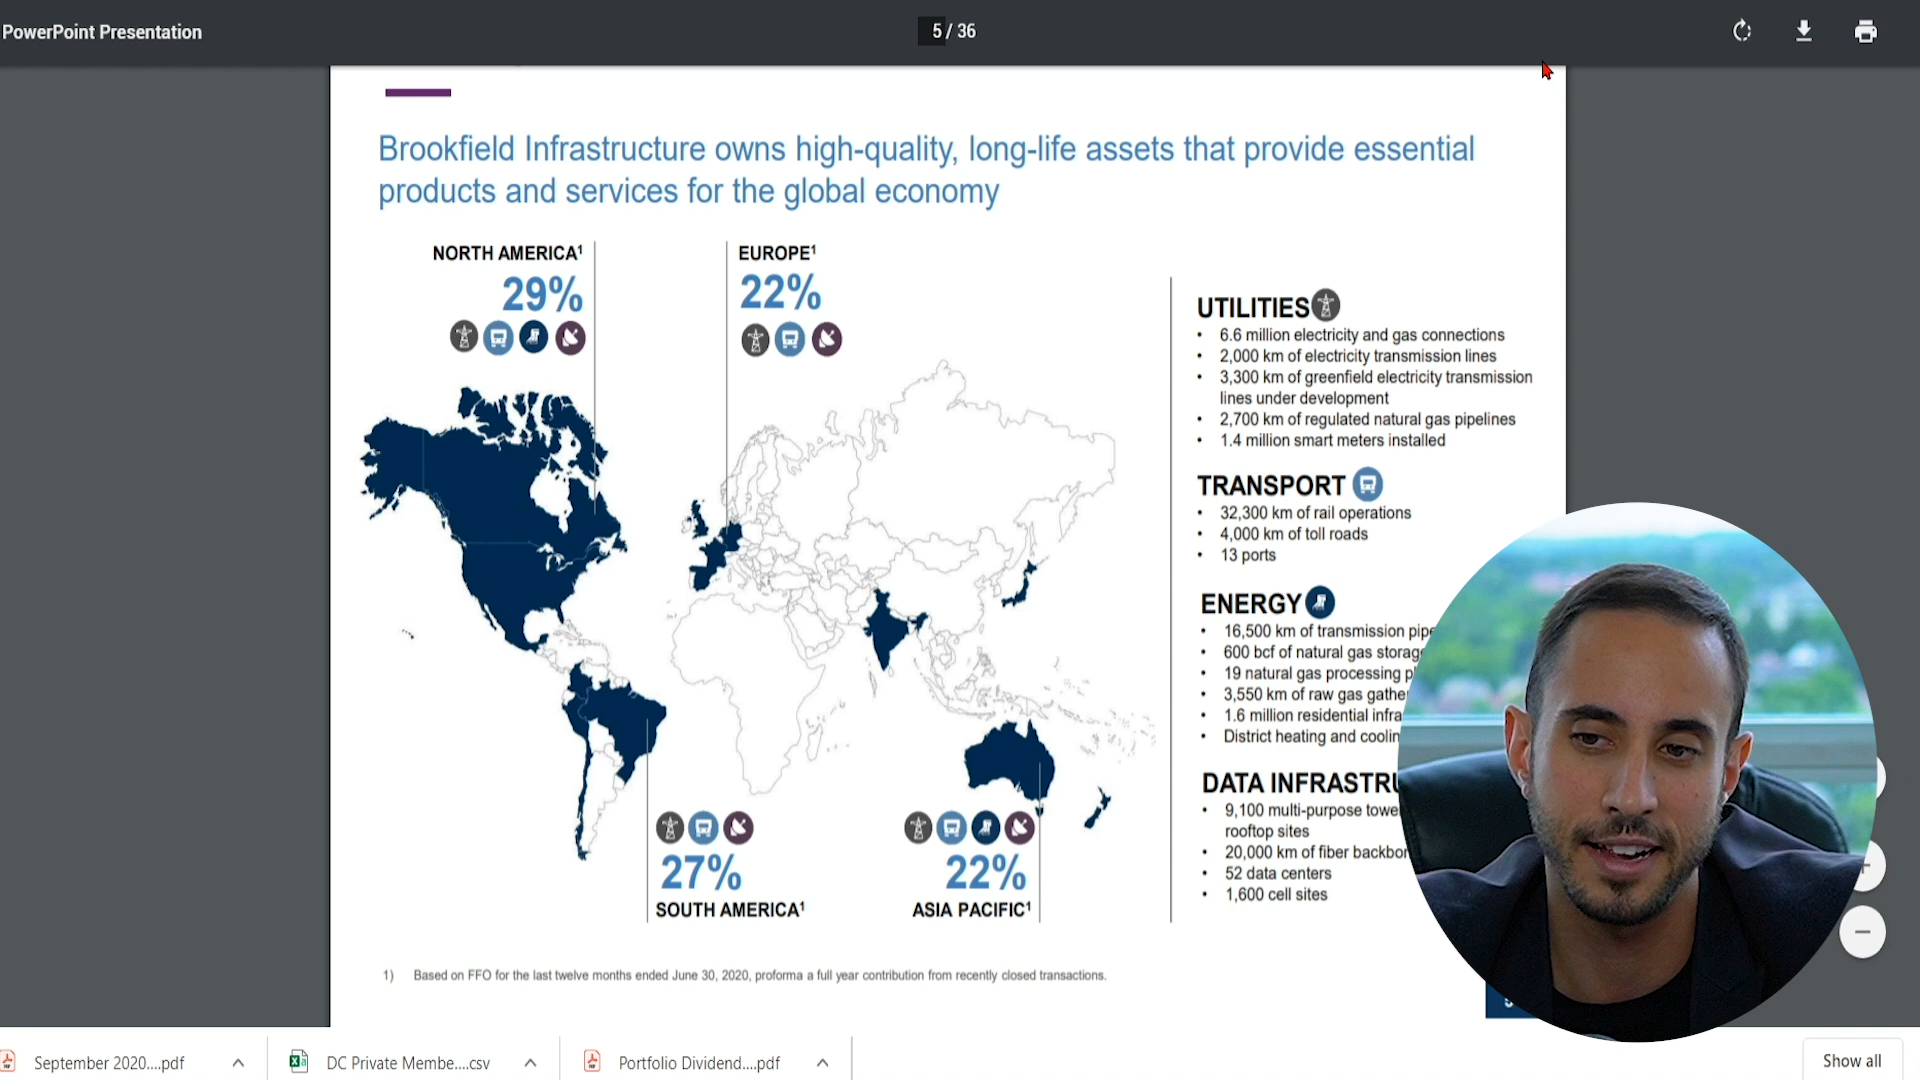 PowerPoint Presentation
5 / 36
Brookfield Infrastructure owns high-quality, long-life assets that provide essential
products and services for the global economy
NORTH AMERICA¹
29%
EUROPE¹
22%
SOUTH AMERICA¹
27%
ASIA PACIFIC¹
22%
UTILITIES
• 6.6 million electricity and gas connections
• 2,000 km of electricity transmission lines
• 3,300 km of greenfield electricity transmission
lines under development
• 2,700 km of regulated natural gas pipelines
• 1.4 million smart meters installed
TRANSPORT
• 32,300 km of rail operations
• 4,000 km of toll roads
• 13 ports
ENERGY
• 16,500 km of transmission
• 600 bcf of natural gas
• 19 natural gas processing
• 3,550 km of raw gas
• 1.6 million residential
• District heating and
DATA
• 9,100 multi-purpose
rooftop sites
• 20,000 km of fiber
• 52 data centers
• 1,600 cell sites
1) Based on FFO for the last twelve months ended June 30, 2020, proforma a full year contribution from recently closed transactions.
September 2020....pdf
DC Private Membe....csv
Portfolio Dividend....pdf
Show all